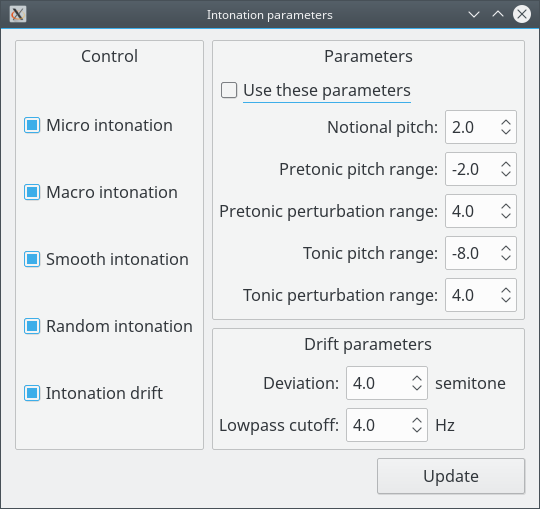 Intonation parameters
Control
Micro intonation
Macro intonation
Smooth intonation
Random intonation
Intonation drift
Parameters
Use these parameters
Notional pitch: 2.0
Pretonic pitch range: -2.0
Pretonic perturbation range: 4.0
Tonic pitch range: -8.0
Tonic perturbation range: 4.0
Drift parameters
Deviation: 4.0 semitone
Lowpass cutoff: 4.0 Hz
Update